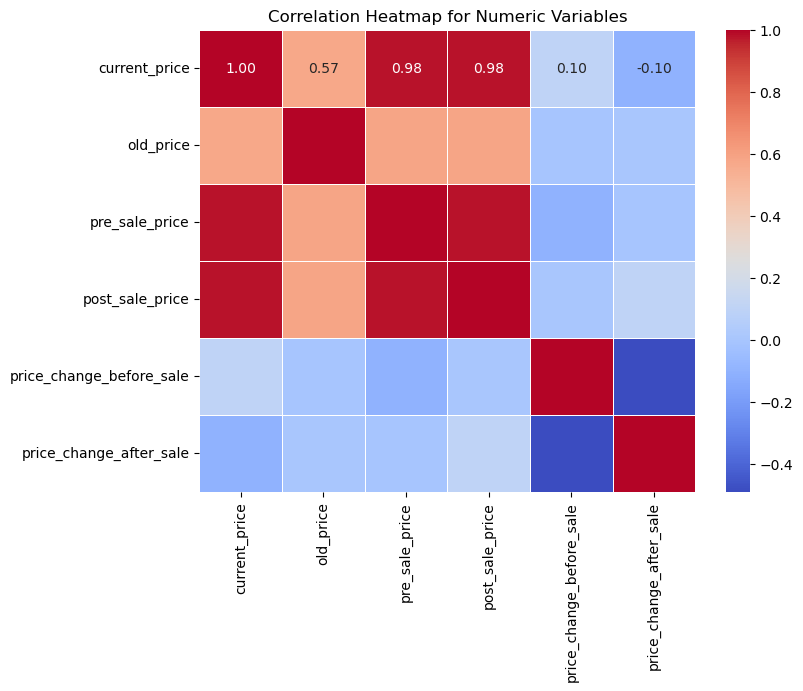 Correlation Heatmap for Numeric Variables
current_price
1.00 0.57 0.98 0.98 0.10 -0.10
old_price
pre_sale_price
post_sale_price
price_change_before_sale
price_change_after_sale
current_price
old_price
pre_sale_price
post_sale_price
price_change_before_sale
price_change_after_sale
1.0
0.8
0.6
0.4
0.2
0.0
−0.2
−0.4